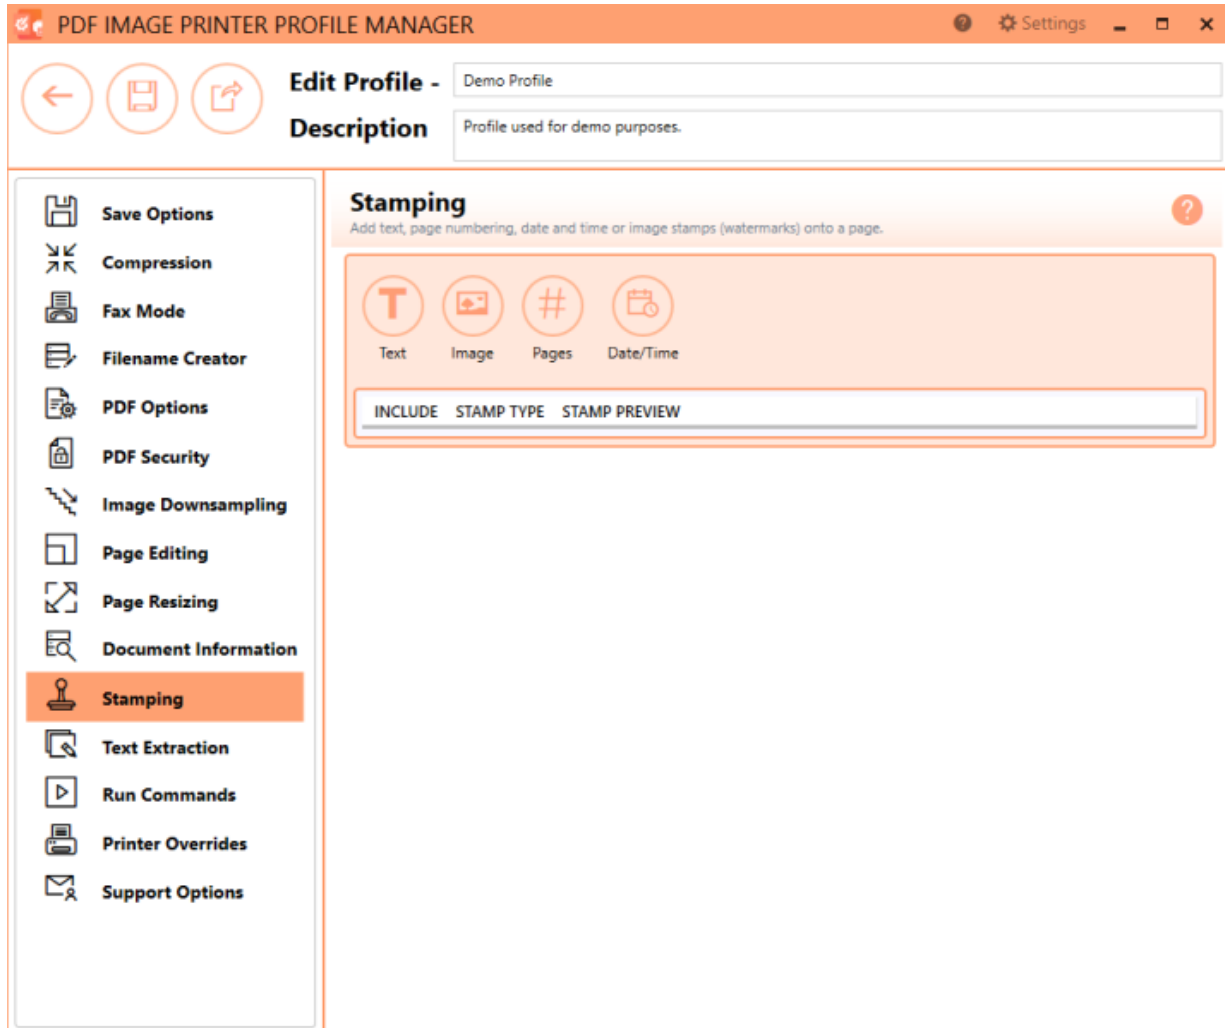 PDF IMAGE PRINTER PROFILE MANAGER
Settings
Edit Profile - Demo Profile
Description Profile used for demo purposes.
Save Options
Compression
Fax Mode
Filename Creator
PDF Options
PDF Security
Image Downsampling
Page Editing
Page Resizing
Document Information
Stamping
Text Extraction
Run Commands
Printer Overrides
Support Options
Stamping
Add text, page numbering, date and time or image stamps (watermarks) onto a page.
Text Image Pages Date/Time
INCLUDE STAMP TYPE STAMP PREVIEW